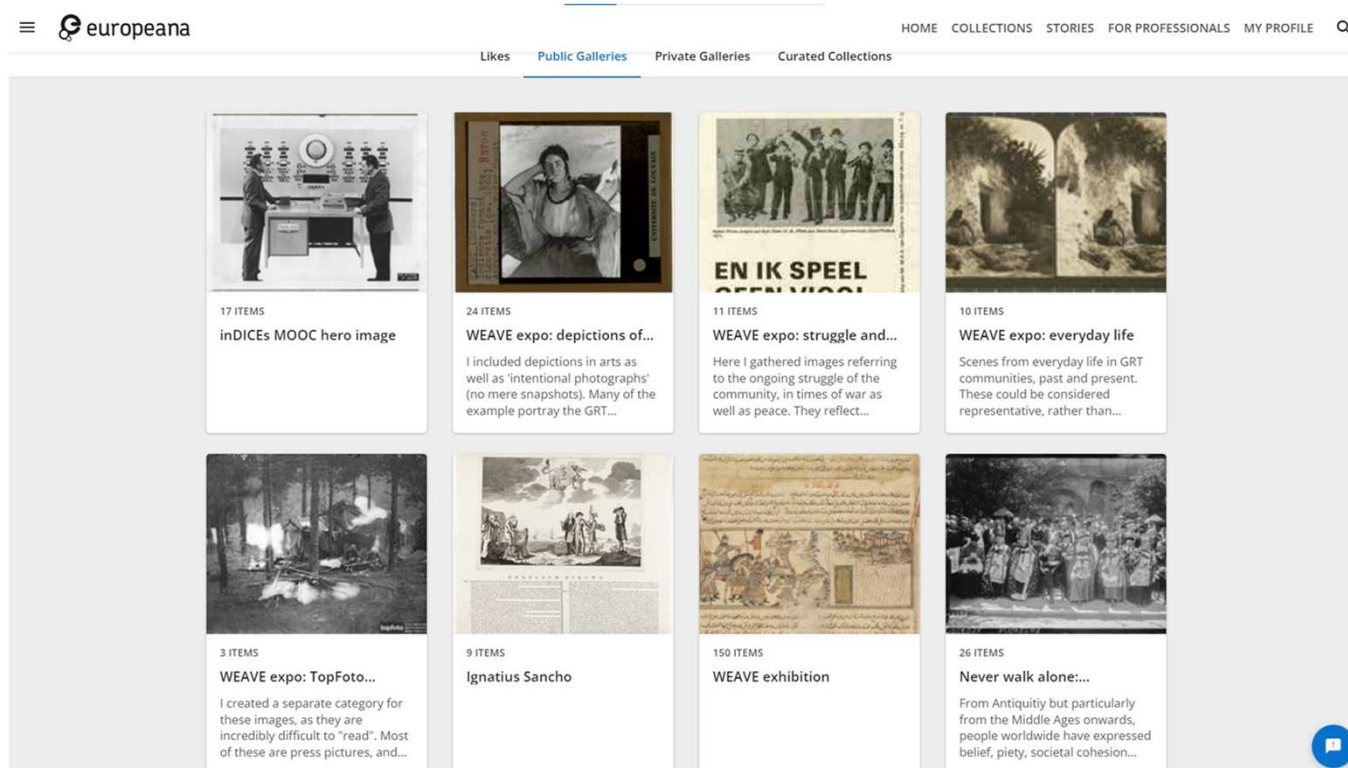 europeana
HOME COLLECTIONS STORIES FOR PROFESSIONALS MY PROFILE
Likes Public Galleries Private Galleries Curated Collections
UNIVERSITE DE LOUVAIN
EN IK SPEEL
GEEN VIOOL
17 ITEMS
inDICEs MOOC hero image
24 ITEMS
WEAVE expo: depictions of...
I included depictions in arts as
well as 'intentional photographs'
(no mere snapshots). Many of the
example portray the GRT...
11 ITEMS
WEAVE expo: struggle and...
Here I gathered images referring
to the ongoing struggle of the
community, in times of war as
well as peace. They reflect...
10 ITEMS
WEAVE expo: everyday life
Scenes from everyday life in GRT
communities, past and present.
These could be considered
representative, rather than...
topfoto
3 ITEMS
WEAVE expo: TopFoto...
I created a separate category for
these images, as they are
incredibly difficult to "read". Most
of these are press pictures, and...
9 ITEMS
Ignatius Sancho
150 ITEMS
WEAVE exhibition
26 ITEMS
Never walk alone:...
From Antiquitiy but particularly
from the Middle Ages onwards,
people worldwide have expressed
belief, piety, societal cohesion...